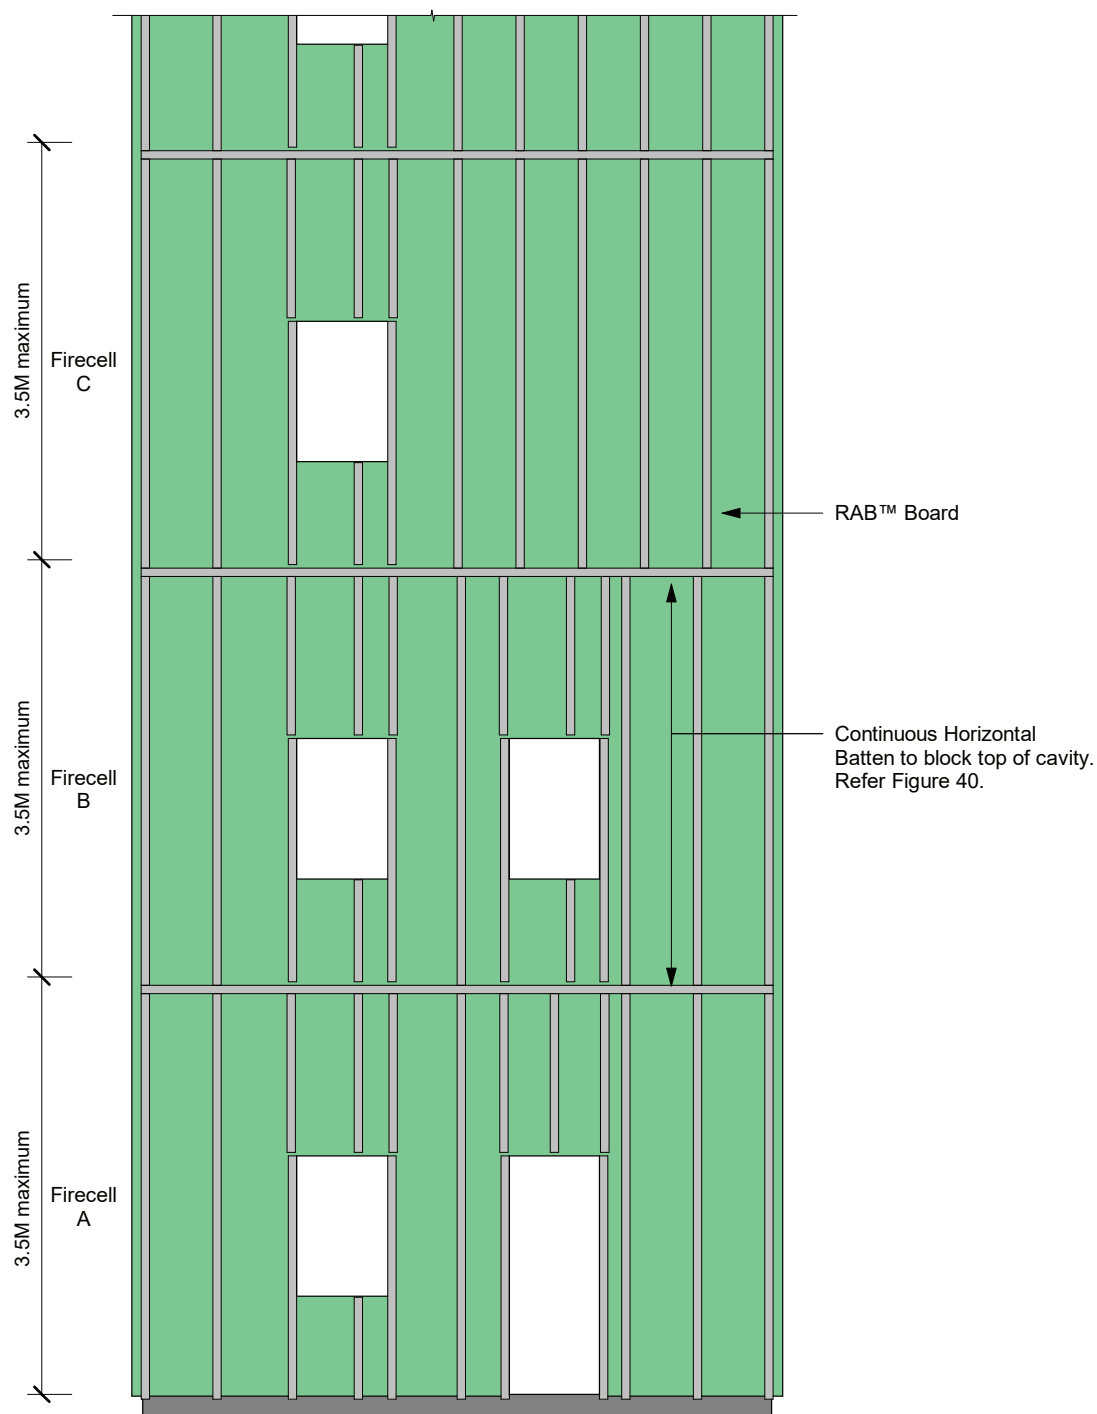 3.5M maximum
Firecell
C
RAB™ Board
3.5M maximum
Firecell
B
Continuous Horizontal
Batten to block top of cavity.
Refer Figure 40.
3.5M maximum
Firecell
A